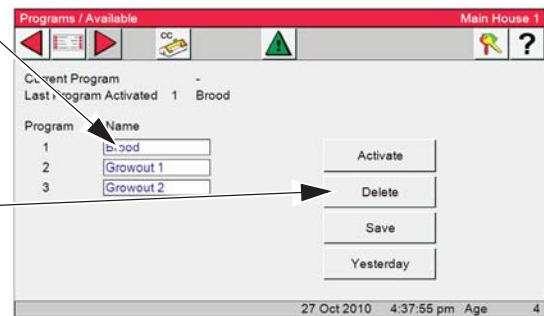 Programs / Available Main House 1
CC
?
Current Program -
Last Program Activated 1 Brood
Program Name
1 Brood
2 Growout 1
3 Growout 2
Activate
Delete
Save
Yesterday
27 Oct 2010 4:37:55 pm Age 4